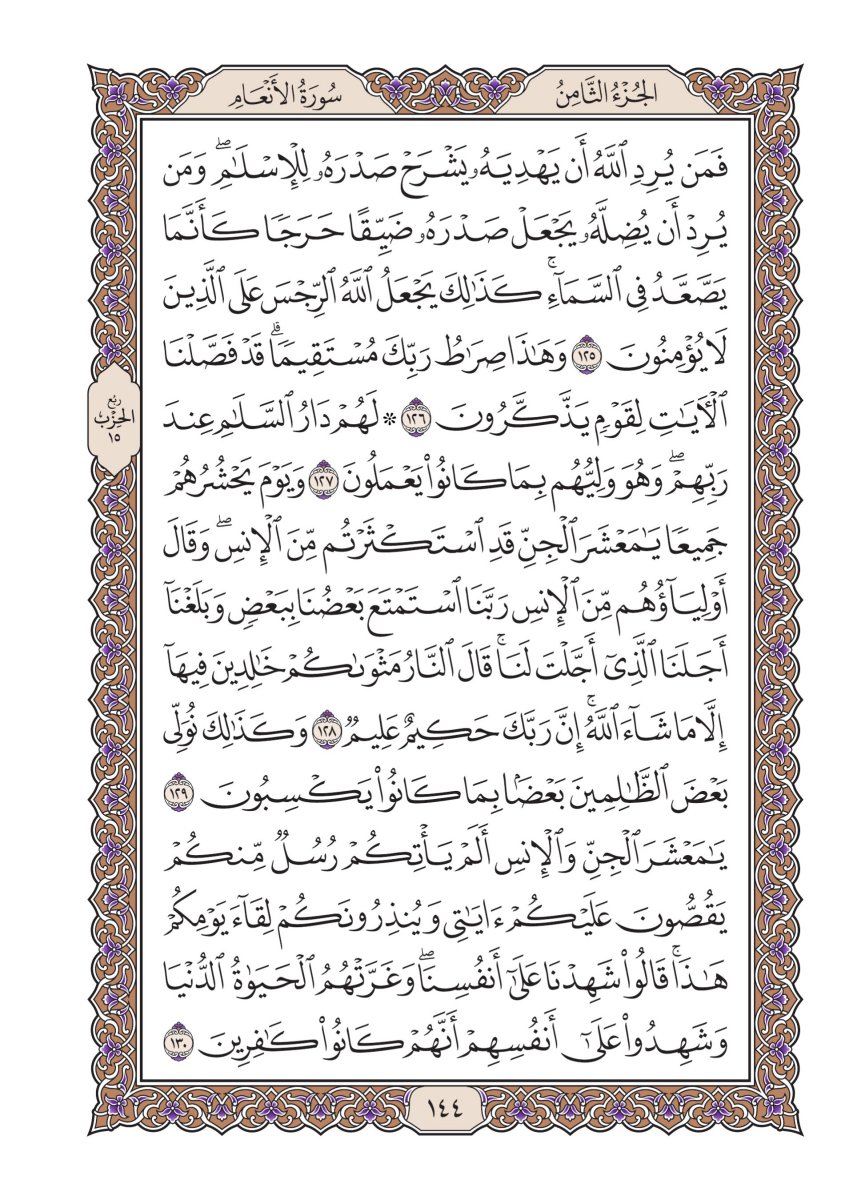 الجُزْءُ الثَّامِنُ
سُورَةُ الأَنْعَامِ
فَمَن يُرِدِ ٱللَّهُ أَن يَهْدِيَهُۥ يَشْرَحْ صَدْرَهُۥ لِلْإِسْلَٰمِۖ وَمَن
يُرِدْ أَن يُضِلَّهُۥ يَجْعَلْ صَدْرَهُۥ ضَيِّقًا حَرَجٗا كَأَنَّمَا
يَصَّعَّدُ فِى ٱلسَّمَآءِۚ كَذَٰلِكَ يَجْعَلُ ٱللَّهُ ٱلرِّجْسَ عَلَى ٱلَّذِينَ
لَا يُؤْمِنُونَ ١٢٥ وَهَٰذَا صِرَٰطُ رَبِّكَ مُسْتَقِيمٗاۗ قَدْ فَصَّلْنَا
ٱلْأٓيَٰتِ لِقَوْمٖ يَذَّكَّرُونَ ١٢٦ * لَهُمْ دَارُ ٱلسَّلَٰمِ عِندَ
رَبِّهِمْۖ وَهُوَ وَلِيُّهُم بِمَا كَانُوا۟ يَعْمَلُونَ ١٢٧ وَيَوْمَ يَحْشُرُهُمْ
جَمِيعٗا يَٰمَعْشَرَ ٱلْجِنِّ قَدِ ٱسْتَكْثَرْتُم مِّنَ ٱلْإِنسِۖ وَقَالَ
أَوْلِيَآؤُهُم مِّنَ ٱلْإِنسِ رَبَّنَا ٱسْتَمْتَعَ بَعْضُنَا بِبَعْضٖ وَبَلَغْنَآ
أَجَلَنَا ٱلَّذِىٓ أَجَّلْتَ لَنَاۚ قَالَ ٱلنَّارُ مَثْوَىٰكُمْ خَٰلِدِينَ فِيهَآ
إِلَّا مَا شَآءَ ٱللَّهُۚ إِنَّ رَبَّكَ حَكِيمٌ عَلِيمٞ ١٢٨ وَكَذَٰلِكَ نُوَلِّى
بَعْضَ ٱلظَّٰلِمِينَ بَعْضَۢا بِمَا كَانُوا۟ يَكْسِبُونَ ١٢٩
يَٰمَعْشَرَ ٱلْجِنِّ وَٱلْإِنسِ أَلَمْ يَأْتِكُمْ رُسُلٞ مِّنكُمْ
يَقُصُّونَ عَلَيْكُمْ ءَايَٰتِى وَيُنذِرُونَكُمْ لِقَآءَ يَوْمِكُمْ
هَٰذَاۚ قَالُوا۟ شَهِدْنَا عَلَىٰٓ أَنفُسِنَاۖ وَغَرَّتْهُمُ ٱلْحَيَوٰةُ ٱلدُّنْيَا
وَشَهِدُوا۟ عَلَىٰٓ أَنفُسِهِمْ أَنَّهُمْ كَانُوا۟ كَٰفِرِينَ ١٣٠
ربع
الحزب
١٥
١٤٤